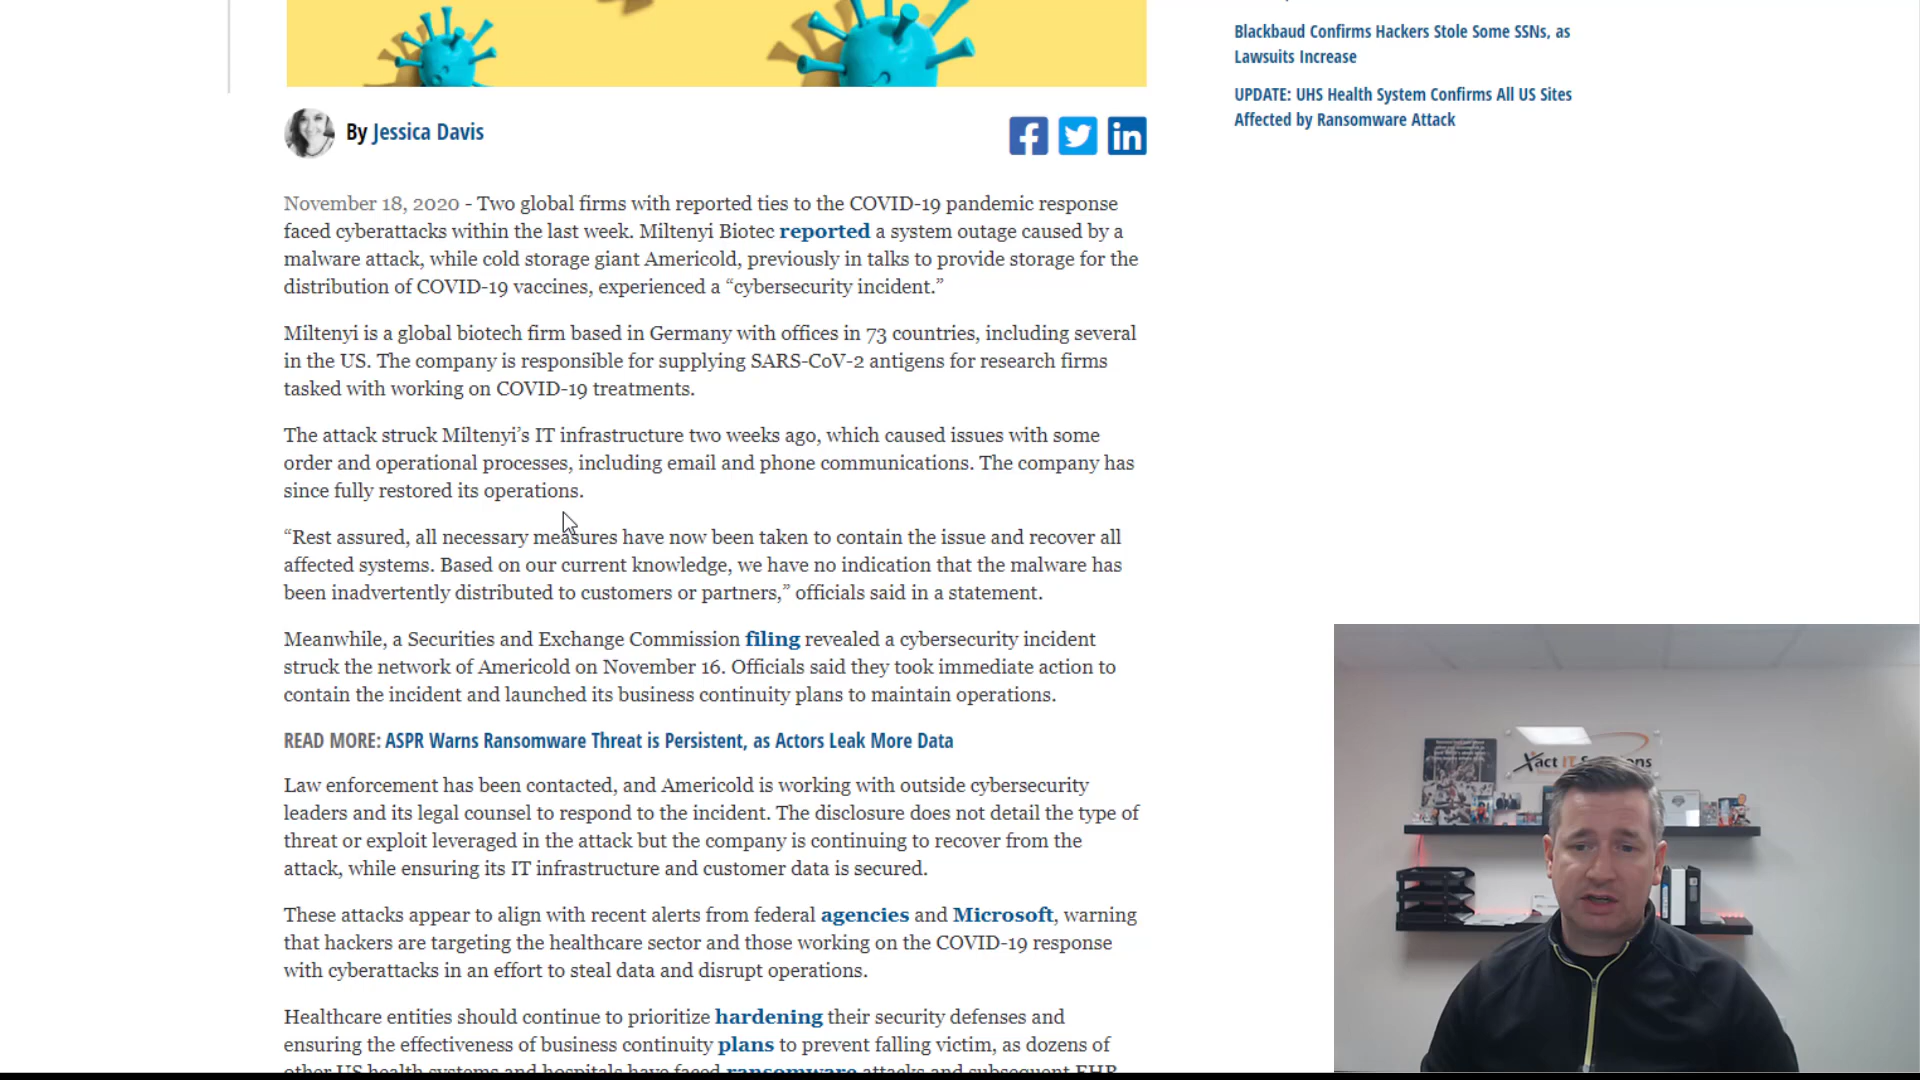 Blackbaud Confirms Hackers Stole Some SSNs, as
Lawsuits Increase
UPDATE: UHS Health System Confirms All US Sites
Affected by Ransomware Attack
By Jessica Davis
November 18, 2020 - Two global firms with reported ties to the COVID-19 pandemic response
faced cyberattacks within the last week. Miltenyi Biotec reported a system outage caused by a
malware attack, while cold storage giant Americold, previously in talks to provide storage for the
distribution of COVID-19 vaccines, experienced a “cybersecurity incident.”
Miltenyi is a global biotech firm based in Germany with offices in 73 countries, including several
in the US. The company is responsible for supplying SARS-CoV-2 antigens for research firms
tasked with working on COVID-19 treatments.
The attack struck Miltenyi’s IT infrastructure two weeks ago, which caused issues with some
order and operational processes, including email and phone communications. The company has
since fully restored its operations.
“Rest assured, all necessary measures have now been taken to contain the issue and recover all
affected systems. Based on our current knowledge, we have no indication that the malware has
been inadvertently distributed to customers or partners,” officials said in a statement.
Meanwhile, a Securities and Exchange Commission filing revealed a cybersecurity incident
struck the network of Americold on November 16. Officials said they took immediate action to
contain the incident and launched its business continuity plans to maintain operations.
READ MORE: ASPR Warns Ransomware Threat is Persistent, as Actors Leak More Data
Law enforcement has been contacted, and Americold is working with outside cybersecurity
leaders and its legal counsel to respond to the incident. The disclosure does not detail the type of
threat or exploit leveraged in the attack but the company is continuing to recover from the
attack, while ensuring its IT infrastructure and customer data is secured.
These attacks appear to align with recent alerts from federal agencies and Microsoft, warning
that hackers are targeting the healthcare sector and those working on the COVID-19 response
with cyberattacks in an effort to steal data and disrupt operations.
Healthcare entities should continue to prioritize hardening their security defenses and
ensuring the effectiveness of business continuity plans to prevent falling victim, as dozens of
other US health systems and hospitals have faced ransomware attacks and subsequent EHR
Xact IT